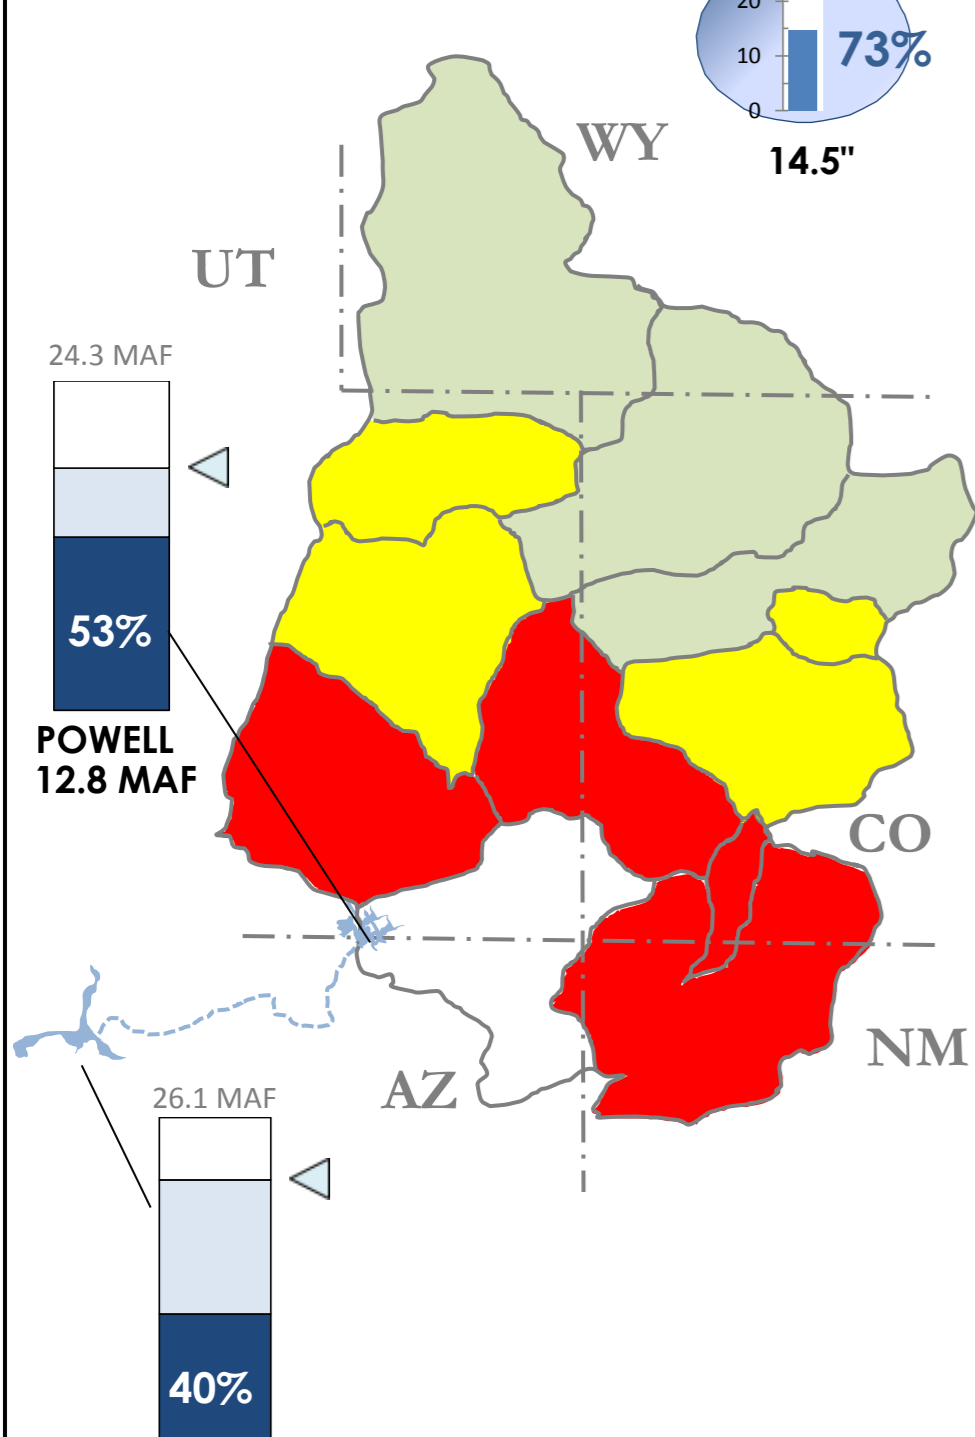 20
10
0
73%
14.5"
WY
UT
24.3 MAF
53%
POWELL
12.8 MAF
CO
NM
AZ
26.1 MAF
40%